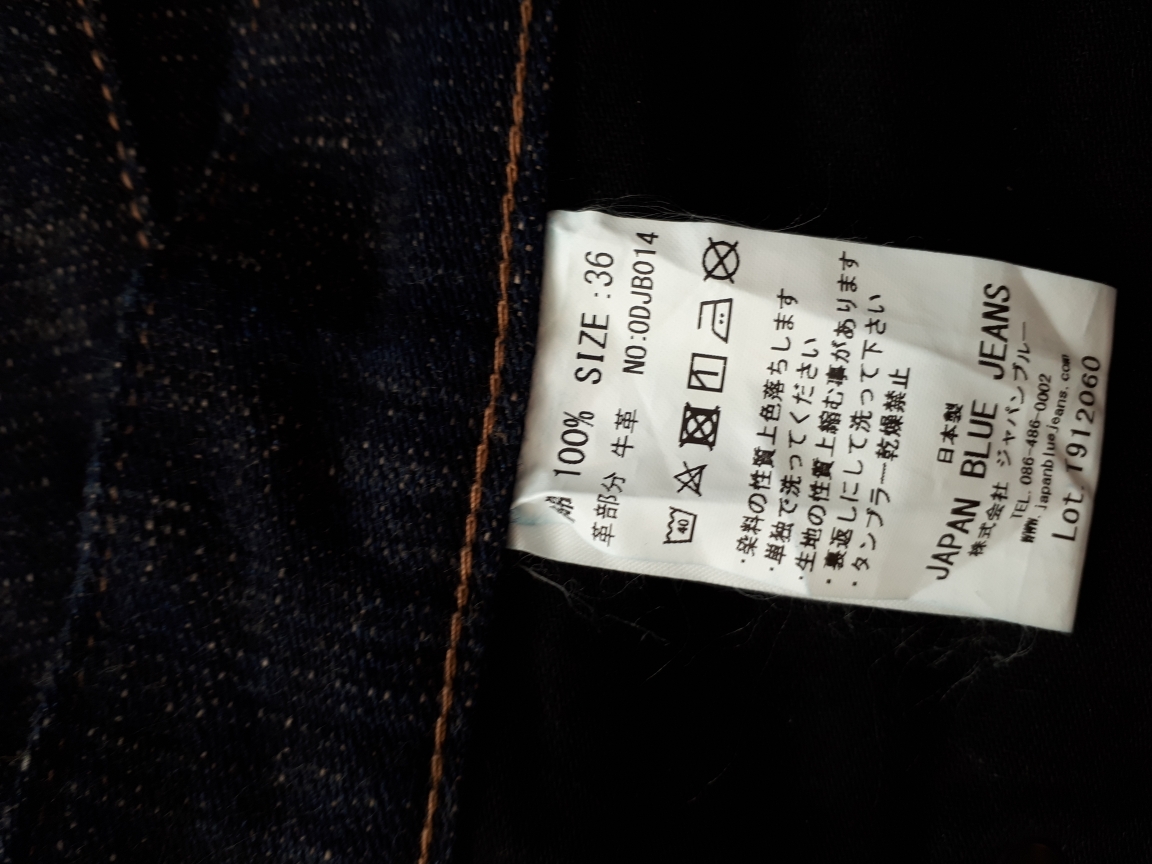 綿 100% SIZE :36
革部分 牛革 NO:0DJB014
40
・染料の性質上色落ちします
・単独で洗ってください
・生地の性質上縮む事があります
・裏返しにして洗って下さい
・タンブラー乾燥禁止
日本製
JAPAN BLUE JEANS
株式会社 ジャパンブルー
TEL. 086-486-0002
WWW. japanbluejeans. com
Lot. T912060